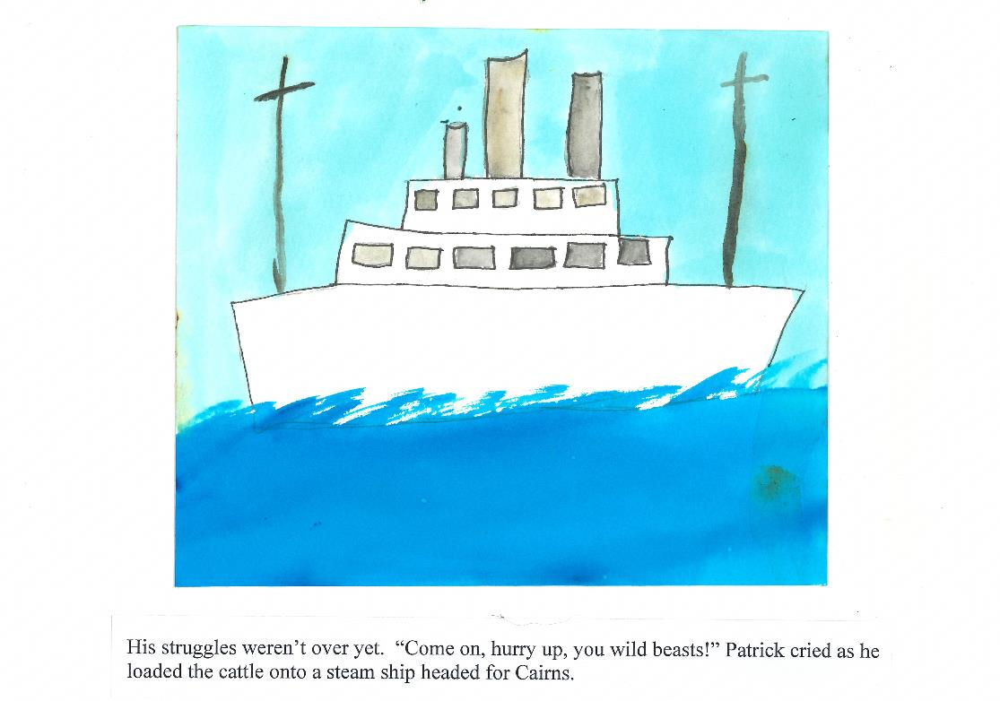 His struggles weren’t over yet.  “Come on, hurry up, you wild beasts!” Patrick cried as he
loaded the cattle onto a steam ship headed for Cairns.